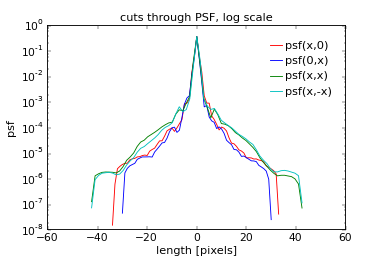 cuts through PSF, log scale
10^0
10^-1
10^-2
10^-3
10^-4
10^-5
10^-6
10^-7
10^-8
psf
psf(x,0)
psf(0,x)
psf(x,x)
psf(x,-x)
−60 −40 −20 0 20 40 60
length [pixels]